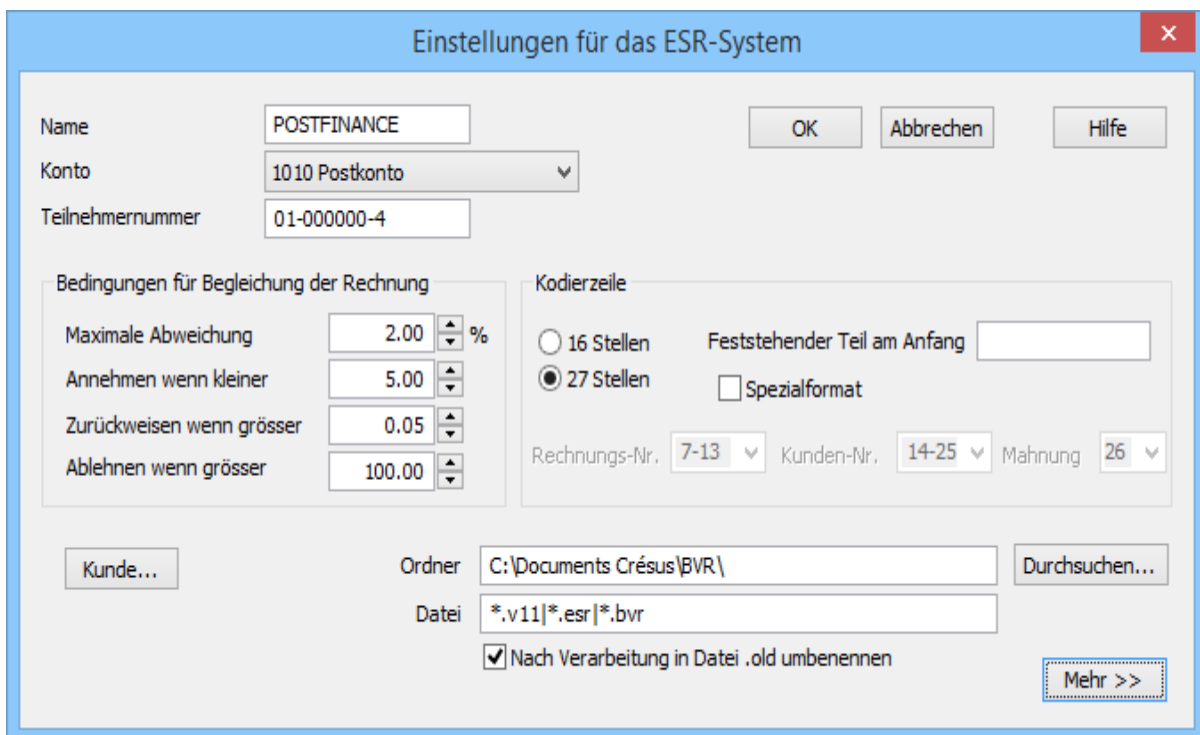 Einstellungen für das ESR-System
Name POSTFINANCE OK Abbrechen Hilfe
Konto 1010 Postkonto
Teilnehmernummer 01-000000-4
Bedingungen für Begleichung der Rechnung
Maximale Abweichung 2.00 %
Annehmen wenn kleiner 5.00
Zurückweisen wenn grösser 0.05
Ablehnen wenn grösser 100.00
Kodierzeile
16 Stellen Feststehender Teil am Anfang
27 Stellen Spezialformat
Rechnungs-Nr. 7-13 Kunden-Nr. 14-25 Mahnung 26
Kunde... Ordner C:\Documents Crésus\BVR\ Durchsuchen...
Datei *.v11|*.esr|*.bvr
Nach Verarbeitung in Datei .old umbenennen
Mehr >>